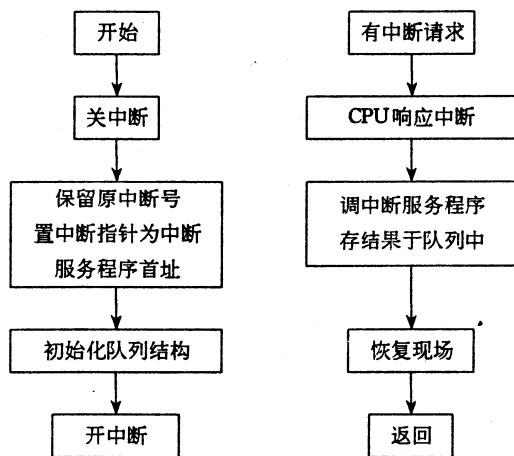 开始
关中断
保留原中断号
置中断指针为中断
服务程序首址
初始化队列结构
开中断
有中断请求
CPU响应中断
调中断服务程序
存结果于队列中
恢复现场
返回